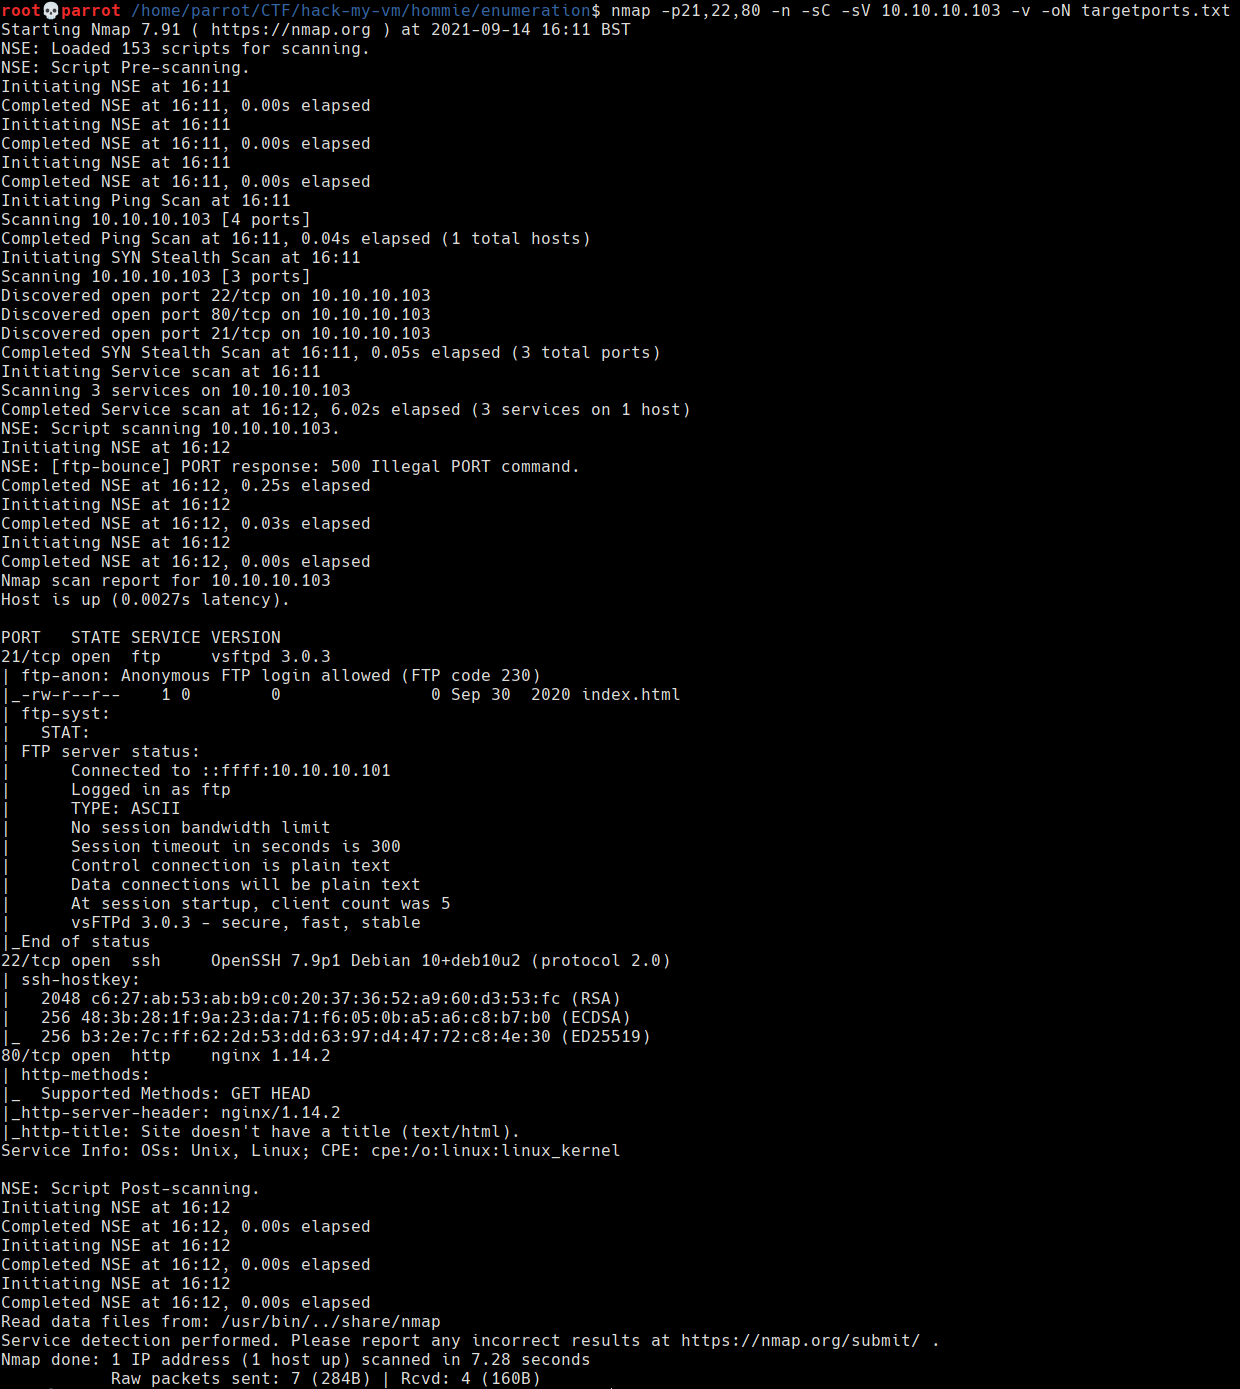 root💀parrot /home/parrot/CTF/hack-my-vm/hommie/enumeration$ nmap -p21,22,80 -n -sC -sV 10.10.10.103 -v -oN targetports.txt
Starting Nmap 7.91 ( https://nmap.org ) at 2021-09-14 16:11 BST
NSE: Loaded 153 scripts for scanning.
NSE: Script Pre-scanning.
Initiating NSE at 16:11
Completed NSE at 16:11, 0.00s elapsed
Initiating NSE at 16:11
Completed NSE at 16:11, 0.00s elapsed
Initiating NSE at 16:11
Completed NSE at 16:11, 0.00s elapsed
Initiating Ping Scan at 16:11
Scanning 10.10.10.103 [4 ports]
Completed Ping Scan at 16:11, 0.04s elapsed (1 total hosts)
Initiating SYN Stealth Scan at 16:11
Scanning 10.10.10.103 [3 ports]
Discovered open port 22/tcp on 10.10.10.103
Discovered open port 80/tcp on 10.10.10.103
Discovered open port 21/tcp on 10.10.10.103
Completed SYN Stealth Scan at 16:11, 0.05s elapsed (3 total ports)
Initiating Service scan at 16:11
Scanning 3 services on 10.10.10.103
Completed Service scan at 16:12, 6.02s elapsed (3 services on 1 host)
NSE: Script scanning 10.10.10.103.
Initiating NSE at 16:12
NSE: [ftp-bounce] PORT response: 500 Illegal PORT command.
Completed NSE at 16:12, 0.25s elapsed
Initiating NSE at 16:12
Completed NSE at 16:12, 0.03s elapsed
Initiating NSE at 16:12
Completed NSE at 16:12, 0.00s elapsed
Nmap scan report for 10.10.10.103
Host is up (0.0027s latency).

PORT   STATE SERVICE VERSION
21/tcp open  ftp     vsftpd 3.0.3
| ftp-anon: Anonymous FTP login allowed (FTP code 230)
|_-rw-r--r--    1 0        0               0 Sep 30  2020 index.html
| ftp-syst:
|   STAT:
| FTP server status:
|      Connected to ::ffff:10.10.10.101
|      Logged in as ftp
|      TYPE: ASCII
|      No session bandwidth limit
|      Session timeout in seconds is 300
|      Control connection is plain text
|      Data connections will be plain text
|      At session startup, client count was 5
|      vsFTPd 3.0.3 - secure, fast, stable
|_End of status
22/tcp open  ssh     OpenSSH 7.9p1 Debian 10+deb10u2 (protocol 2.0)
| ssh-hostkey:
|   2048 c6:27:ab:53:ab:b9:c0:20:37:36:52:a9:60:d3:53:fc (RSA)
|   256 48:3b:28:1f:9a:23:da:71:f6:05:0b:a5:a6:c8:b7:b0 (ECDSA)
|_  256 b3:2e:7c:ff:62:2d:53:dd:63:97:d4:47:72:c8:4e:30 (ED25519)
80/tcp open  http    nginx 1.14.2
| http-methods:
|_  Supported Methods: GET HEAD
|_http-server-header: nginx/1.14.2
|_http-title: Site doesn't have a title (text/html).
Service Info: OSs: Unix, Linux; CPE: cpe:/o:linux:linux_kernel

NSE: Script Post-scanning.
Initiating NSE at 16:12
Completed NSE at 16:12, 0.00s elapsed
Initiating NSE at 16:12
Completed NSE at 16:12, 0.00s elapsed
Initiating NSE at 16:12
Completed NSE at 16:12, 0.00s elapsed
Read data files from: /usr/bin/../share/nmap
Service detection performed. Please report any incorrect results at https://nmap.org/submit/ .
Nmap done: 1 IP address (1 host up) scanned in 7.28 seconds
           Raw packets sent: 7 (284B) | Rcvd: 4 (160B)